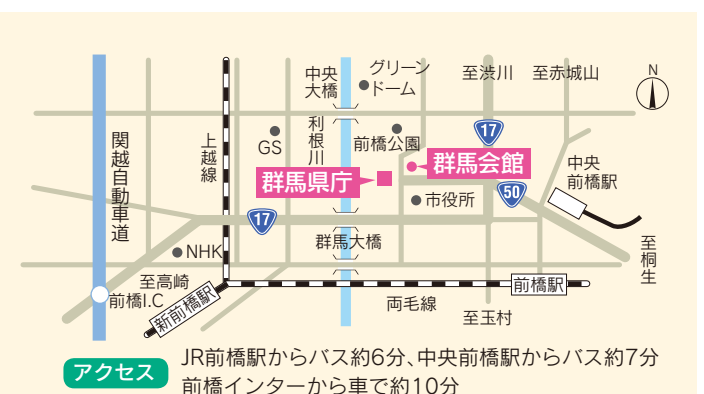 グリーン
ドーム
中央
大橋
至渋川
至赤城山
N
関越自動車道
上越線
GS
利根川
前橋公園
17
群馬会館
中央
前橋駅
群馬県庁
50
市役所
17
群馬大橋
NHK
至桐生
至高崎
前橋I.C
新前橋駅
前橋駅
両毛線
至玉村
アクセス
JR前橋駅からバス約6分、中央前橋駅からバス約7分
前橋インターから車で約10分